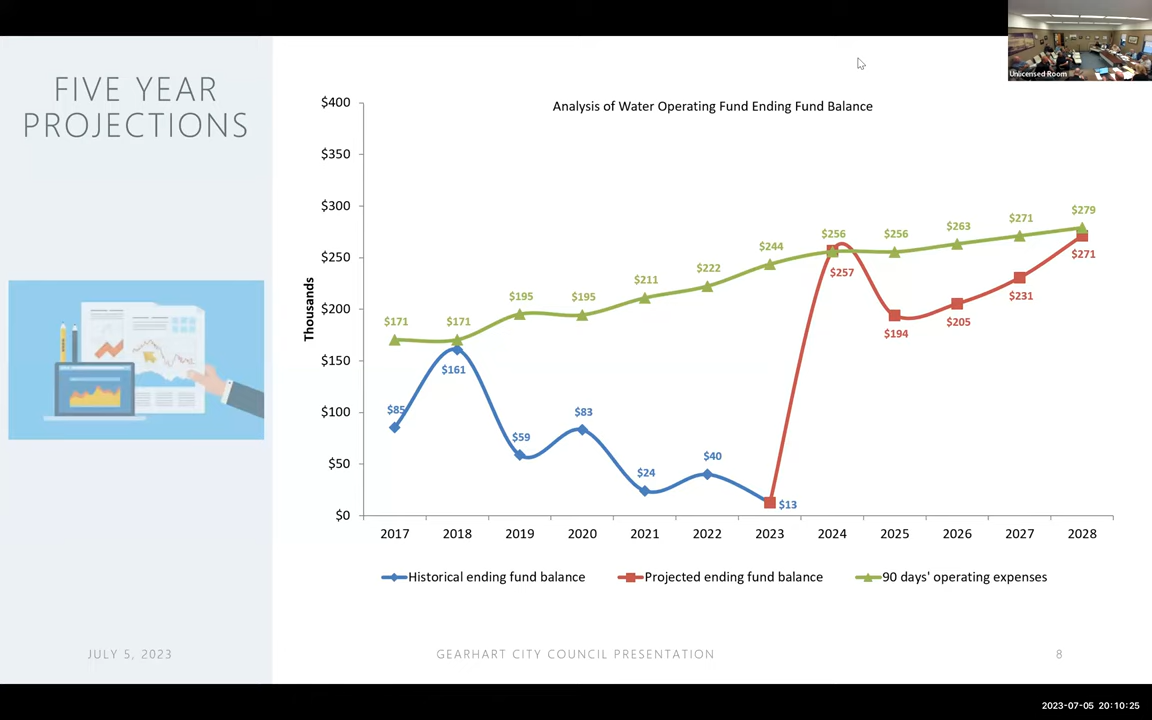 Unlicensed Room
FIVE YEAR
PROJECTIONS
Analysis of Water Operating Fund Ending Fund Balance
Thousands
$400
$350
$300
$250
$200
$150
$100
$50
$0
$171 $171 $195 $195 $211 $222 $244 $256 $256 $263 $271 $279
$85 $161 $59 $83 $24 $40 $13
$257 $194 $205 $231 $271
2017 2018 2019 2020 2021 2022 2023 2024 2025 2026 2027 2028
Historical ending fund balance Projected ending fund balance 90 days' operating expenses
JULY 5, 2023 GEARHART CITY COUNCIL PRESENTATION 8
2023-07-05 20:10:25